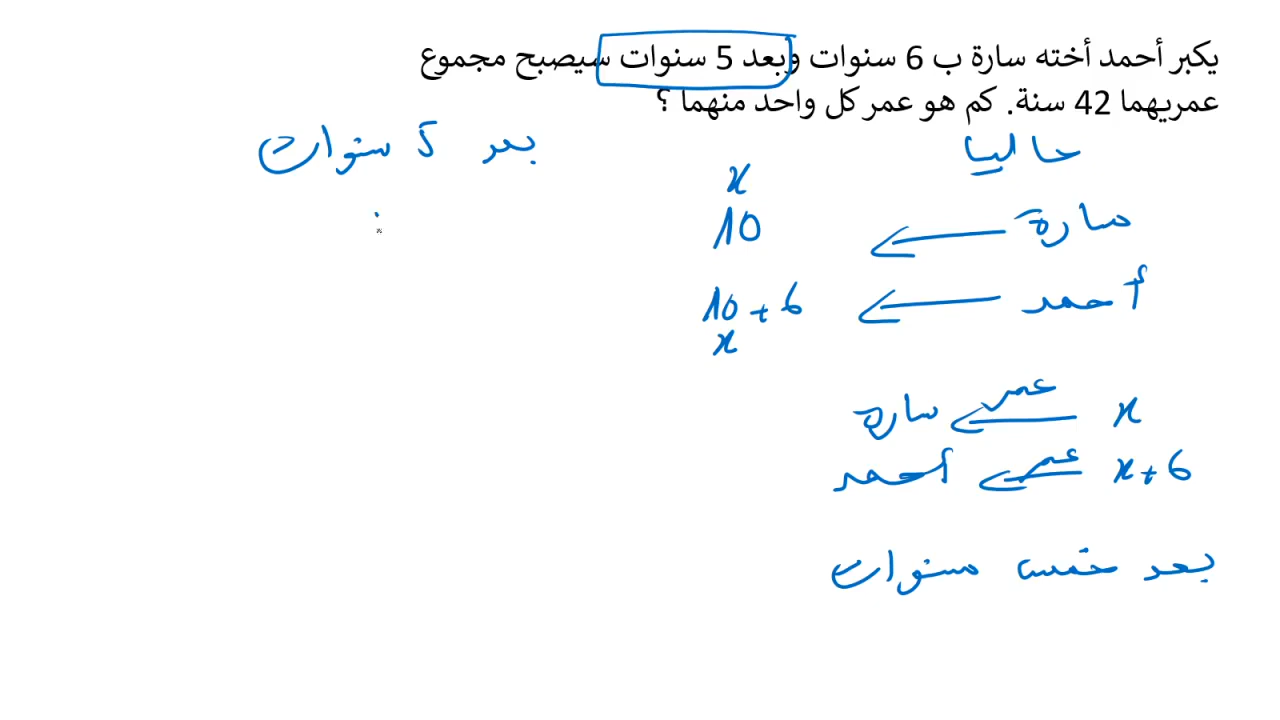 يكبر أحمد أخته سارة ب 6 سنوات وبعد 5 سنوات سيصبح مجموع
عمريهما 42 سنة. كم هو عمر كل واحد منهما ؟
حاليا
بعد 5 سنوات
x
سارة ← 10
أحمد ← 10 + 6
x
x ← عمر سارة
x + 6 ← عمر أحمد
بعد خمس سنوات